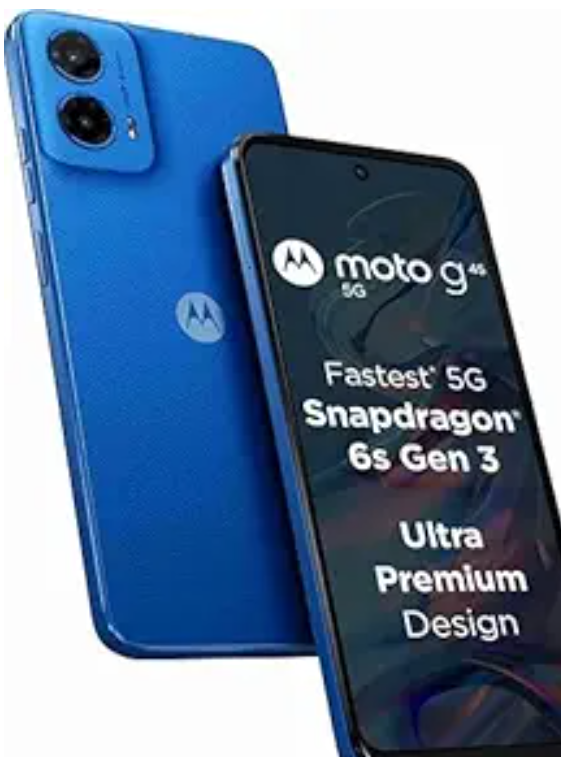 moto g45
5G
Fastest* 5G
Snapdragon®
6s Gen 3
Ultra
Premium
Design